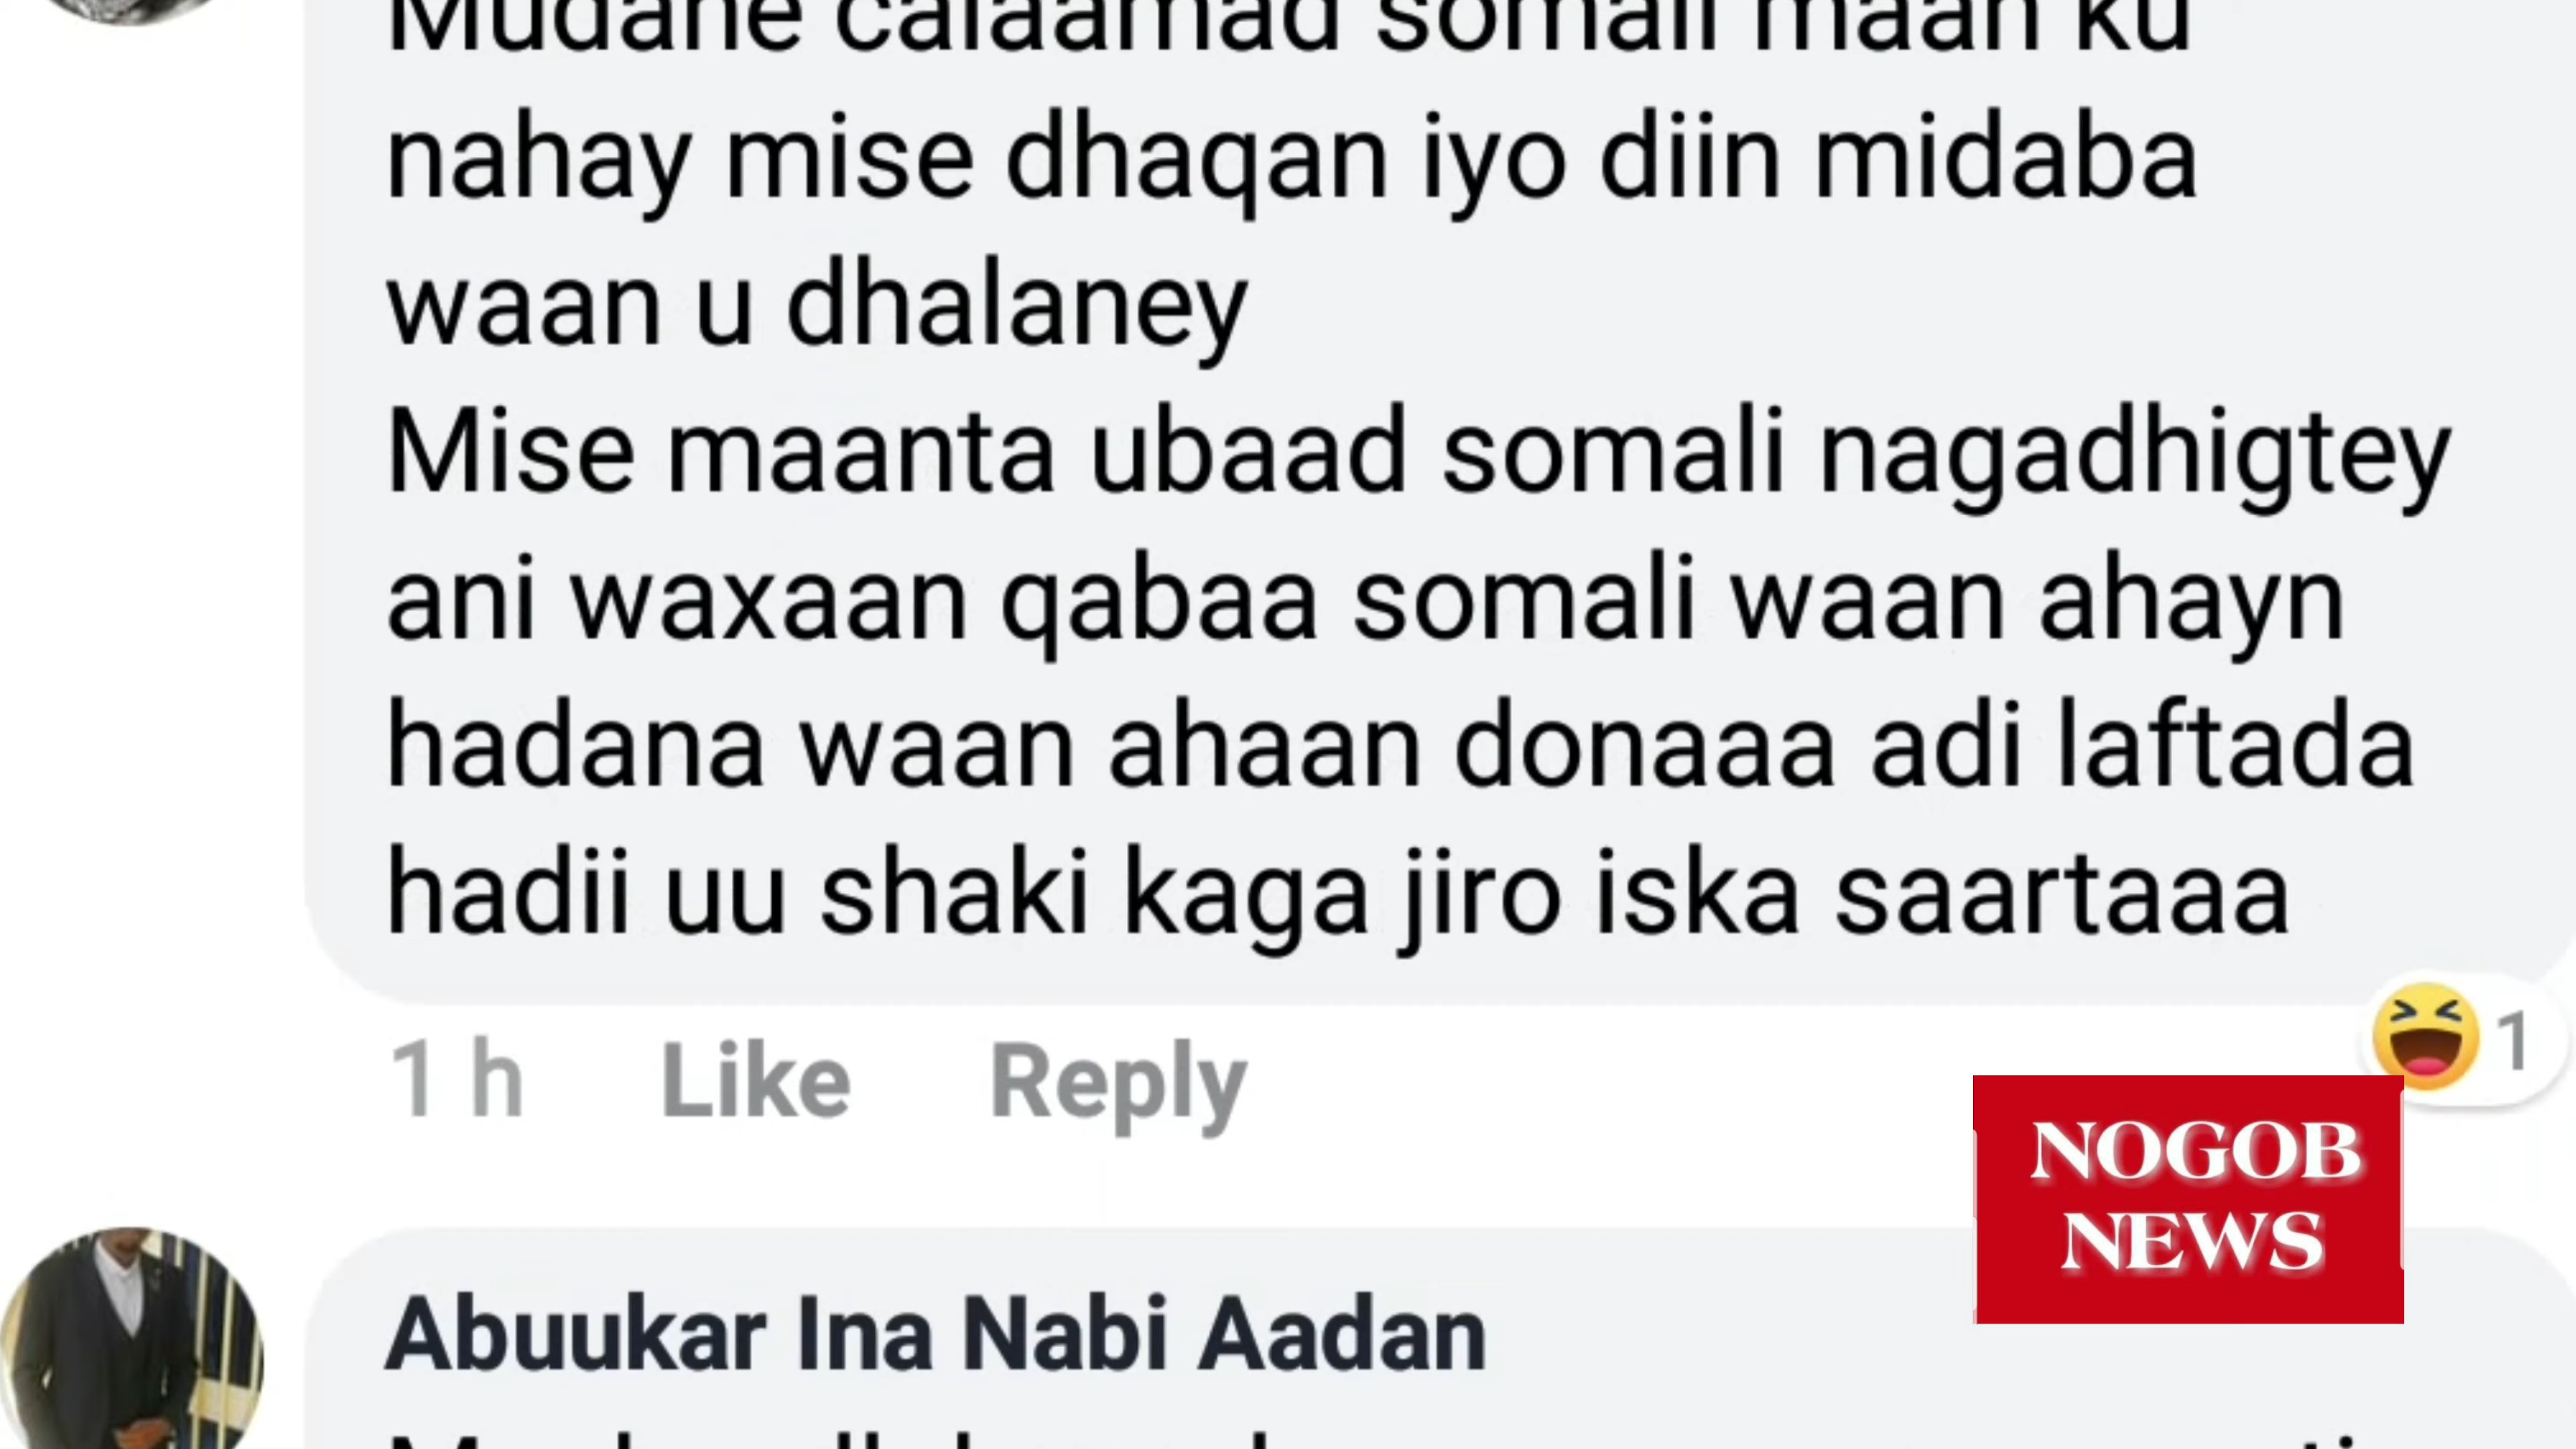 Mudane calaamad somali maan ku
nahay mise dhaqan iyo diin midaba
waan u dhalaney
Mise maanta ubaad somali nagadhigtey
ani waxaan qabaa somali waan ahayn
hadana waan ahaan donaaa adi laftada
hadii uu shaki kaga jiro iska saartaaa
1 h Like Reply 1
NOGOB
NEWS
Abuukar Ina Nabi Aadan